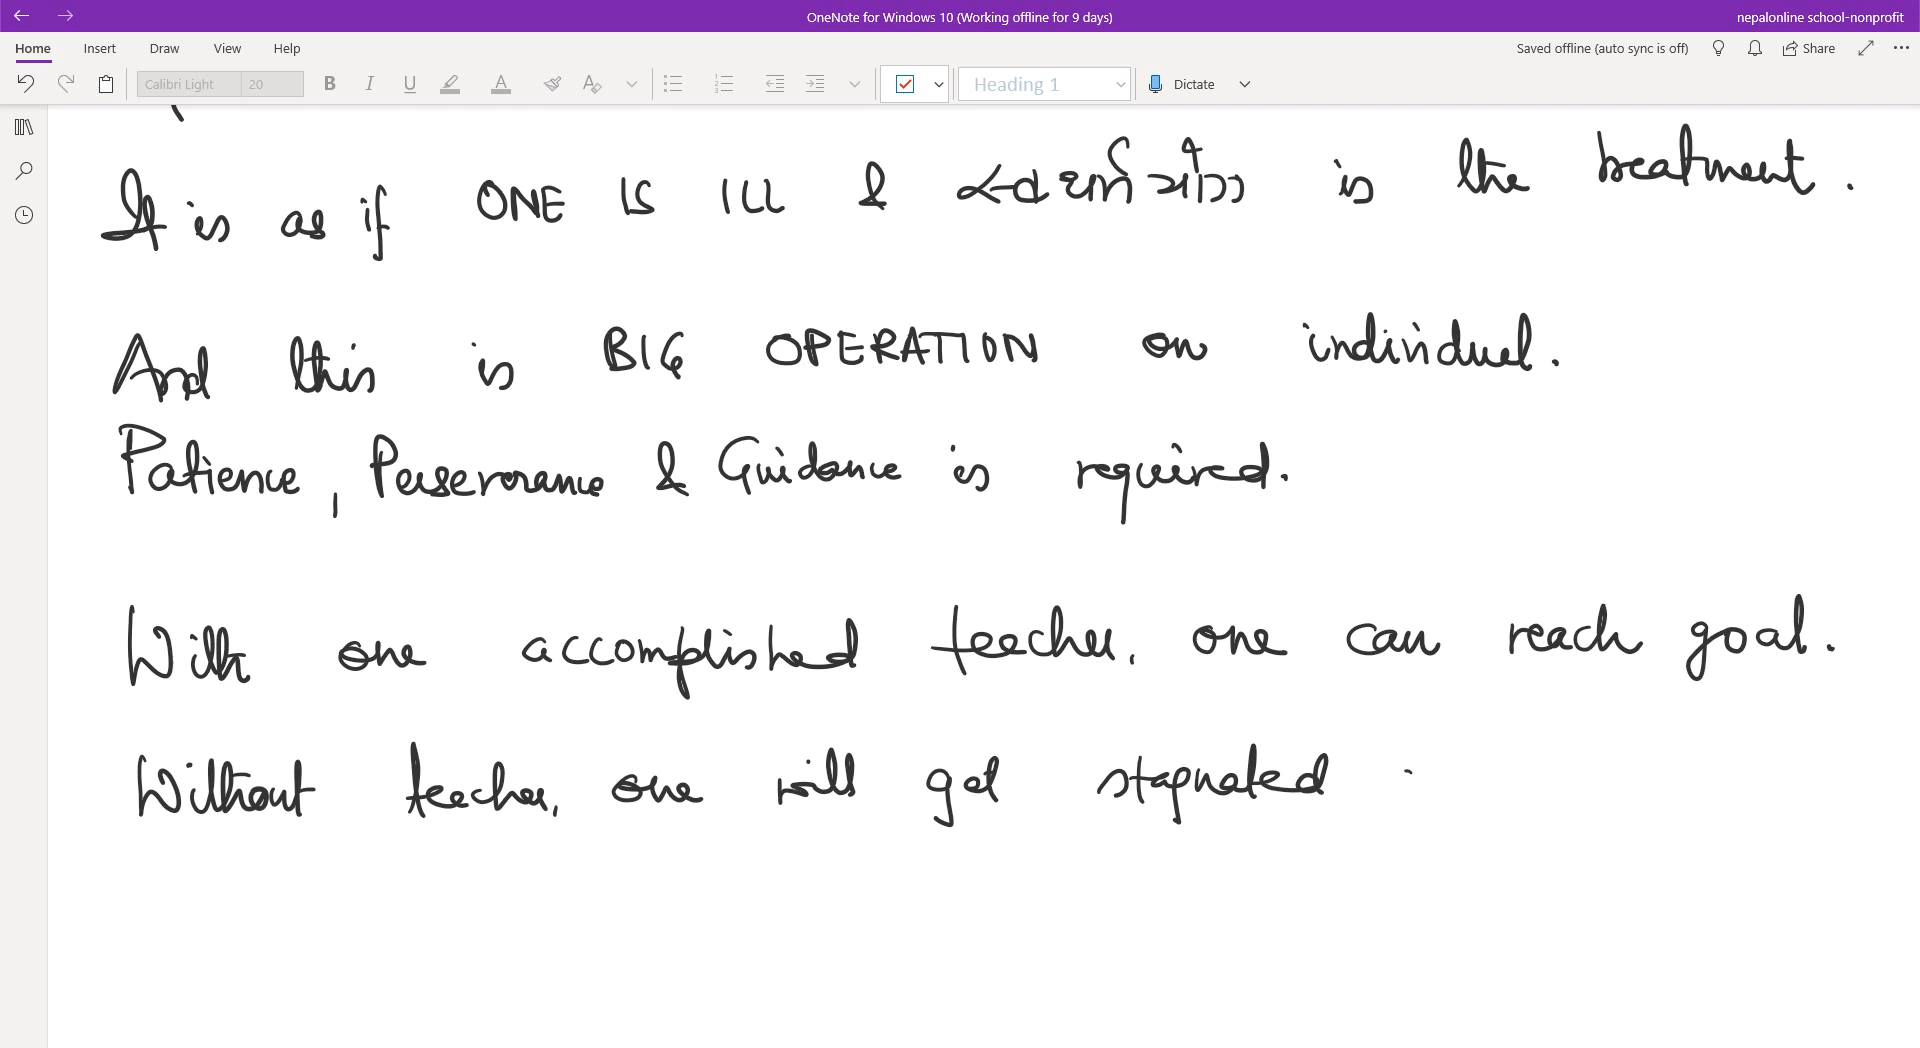 OneNote for Windows 10 (Working offline for 9 days)
nepalonline school-nonprofit
Home Insert Draw View Help
Saved offline (auto sync is off) Share
Calibri Light 20 B I U A Heading 1 Dictate
It is as if ONE IS ILL & is the treatment.
And this is BIG OPERATION on individual.
Patience, Perserverance & Guidance is required.
With one accomplished teacher, one can reach goal.
Without teacher, one will get stagnated.